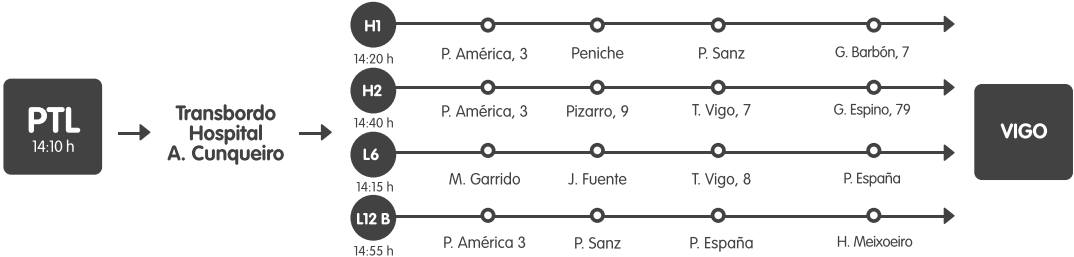 PTL
14:10 h
Transbordo
Hospital
A. Cunqueiro
H1
14:20 h
P. América, 3
Peniche
P. Sanz
G. Barbón, 7
H2
14:40 h
P. América, 3
Pizarro, 9
T. Vigo, 7
G. Espino, 79
L6
14:15 h
M. Garrido
J. Fuente
T. Vigo, 8
P. España
L12 B
14:55 h
P. América 3
P. Sanz
P. España
H. Meixoeiro
VIGO